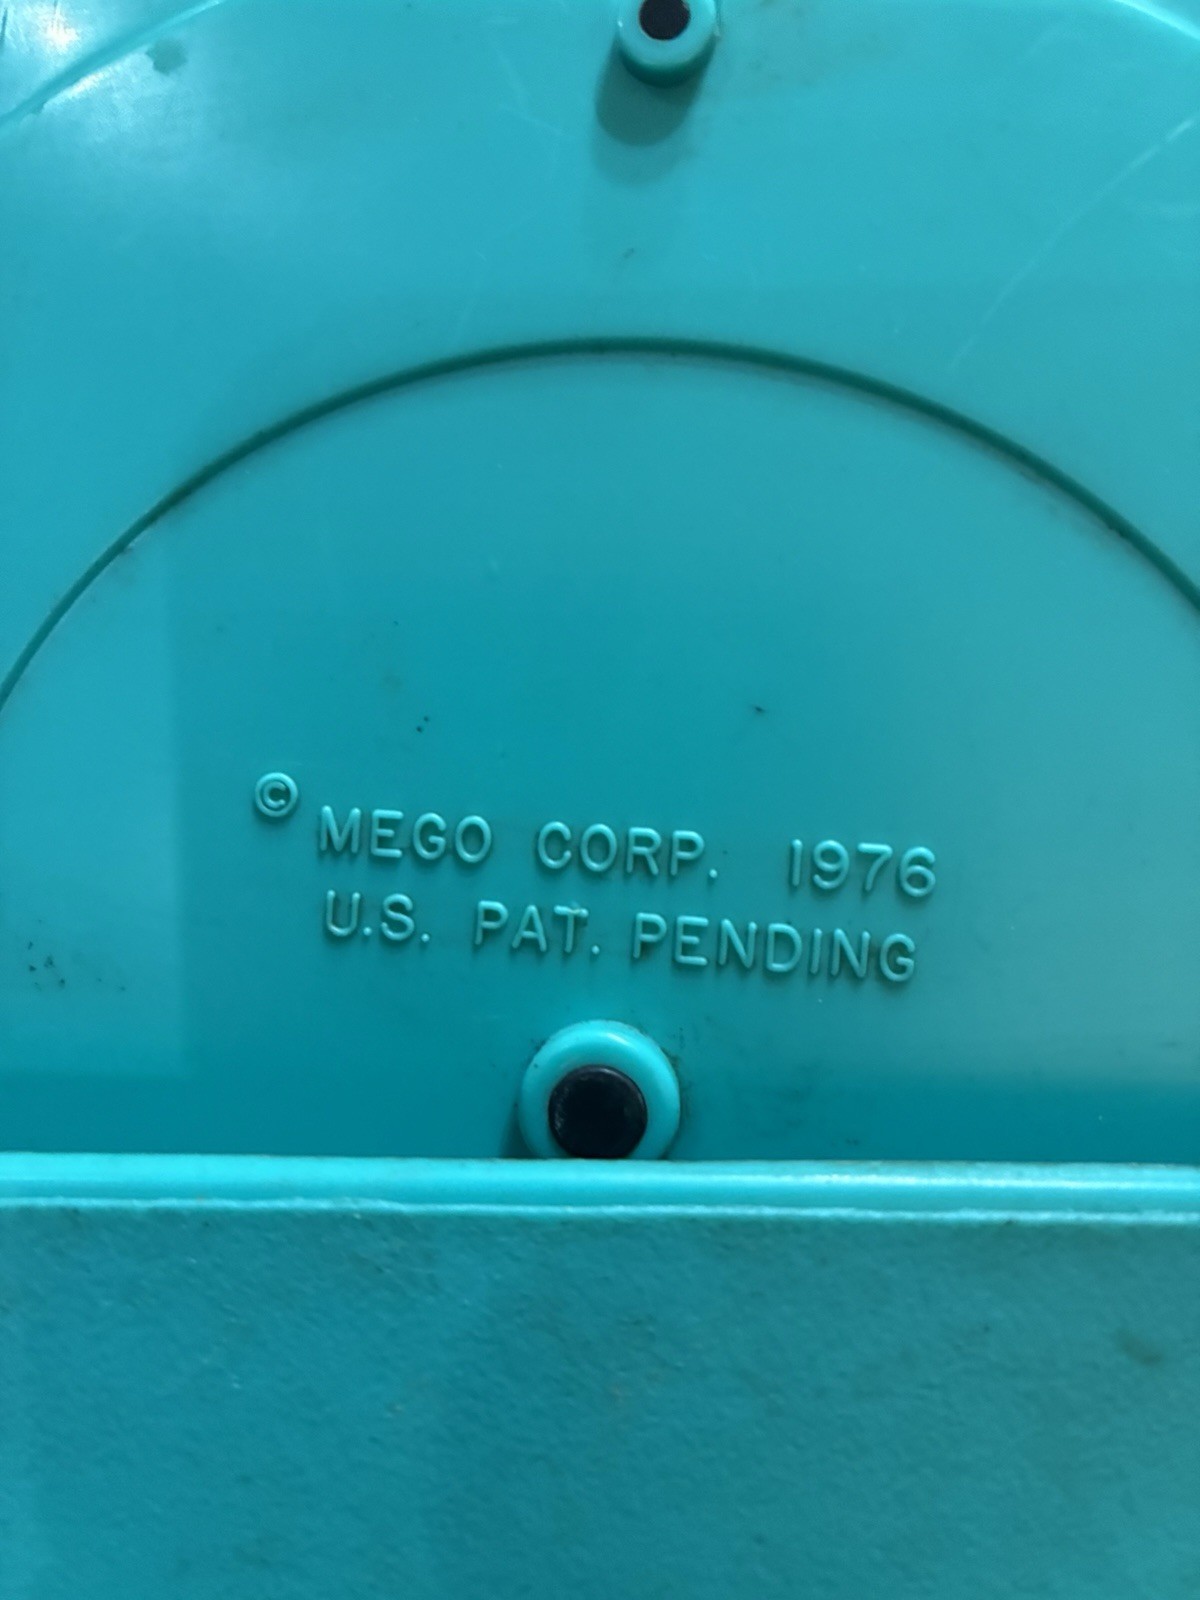 © MEGO CORP. 1976
U.S. PAT. PENDING